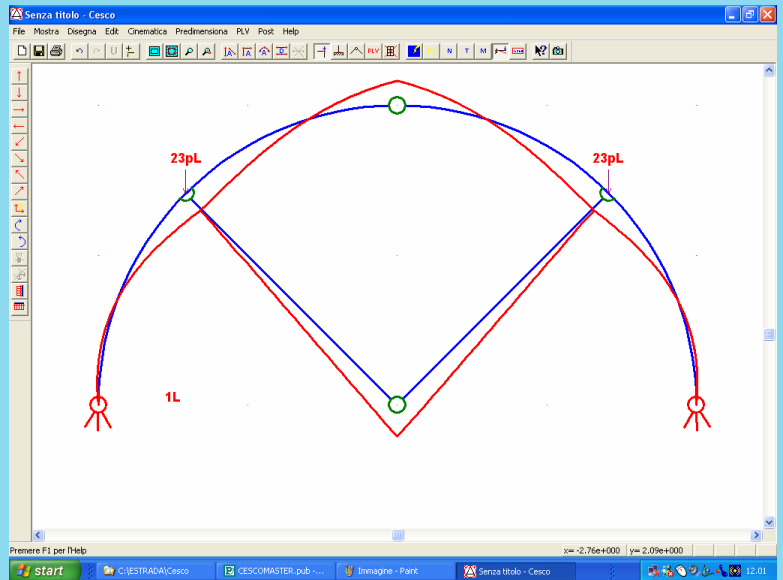 Senza titolo - Cesco
File Mostra Disegna Edit Cinematica Predimensiona PLV Post Help
U PLV N T M
23pL 23pL
1L
Premere F1 per l'Help x= -2.76e+000 y= 2.09e+000
start C:\ESTRADA\Cesco CESCOMASTER.pub -... Immagine - Paint Senza titolo - Cesco 12.01